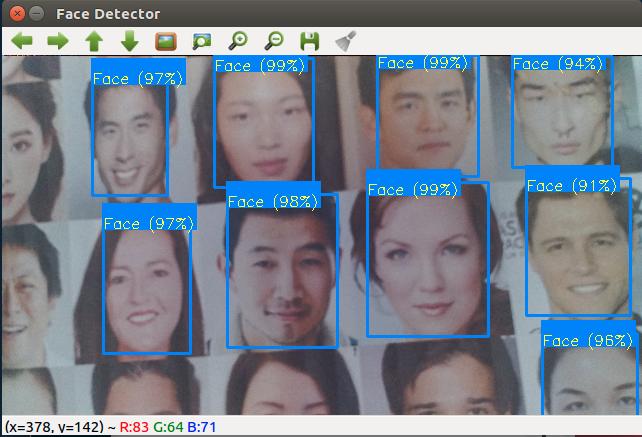 Face Detector
Face (97%)
Face (99%)
Face (99%)
Face (94%)
Face (97%)
Face (98%)
Face (99%)
Face (91%)
Face (96%)
(x=378, y=142) ~ R:83 G:64 B:71